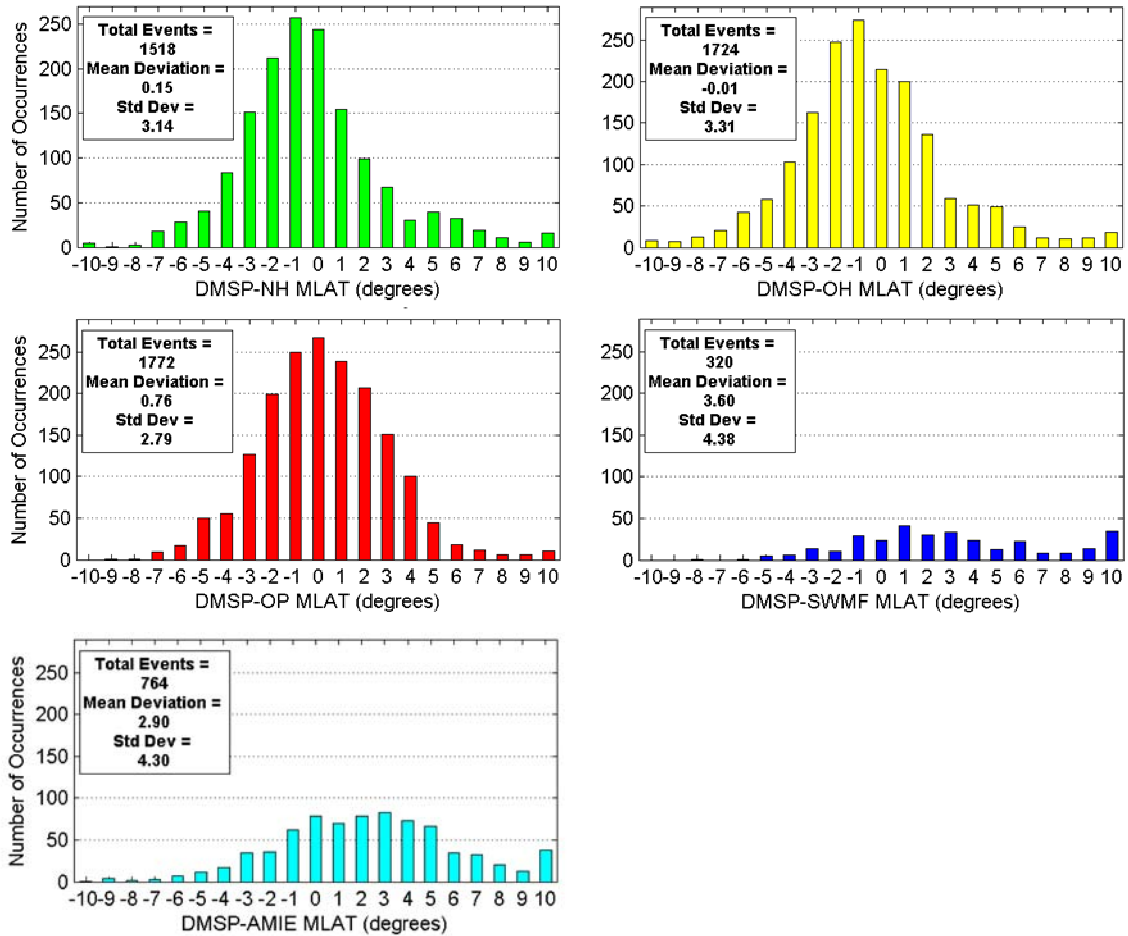 Number of Occurrences
250
200
150
100
50
0
Total Events =
1518
Mean Deviation =
0.15
Std Dev =
3.14
-10 -9 -8 -7 -6 -5 -4 -3 -2 -1 0 1 2 3 4 5 6 7 8 9 10
DMSP-NH MLAT (degrees)
250
200
150
100
50
0
Total Events =
1724
Mean Deviation =
-0.01
Std Dev =
3.31
-10 -9 -8 -7 -6 -5 -4 -3 -2 -1 0 1 2 3 4 5 6 7 8 9 10
DMSP-OH MLAT (degrees)
Number of Occurrences
250
200
150
100
50
0
Total Events =
1772
Mean Deviation =
0.76
Std Dev =
2.79
-10 -9 -8 -7 -6 -5 -4 -3 -2 -1 0 1 2 3 4 5 6 7 8 9 10
DMSP-OP MLAT (degrees)
250
200
150
100
50
0
Total Events =
320
Mean Deviation =
3.60
Std Dev =
4.38
-10 -9 -8 -7 -6 -5 -4 -3 -2 -1 0 1 2 3 4 5 6 7 8 9 10
DMSP-SWMF MLAT (degrees)
Number of Occurrences
250
200
150
100
50
0
Total Events =
764
Mean Deviation =
2.90
Std Dev =
4.30
-10 -9 -8 -7 -6 -5 -4 -3 -2 -1 0 1 2 3 4 5 6 7 8 9 10
DMSP-AMIE MLAT (degrees)